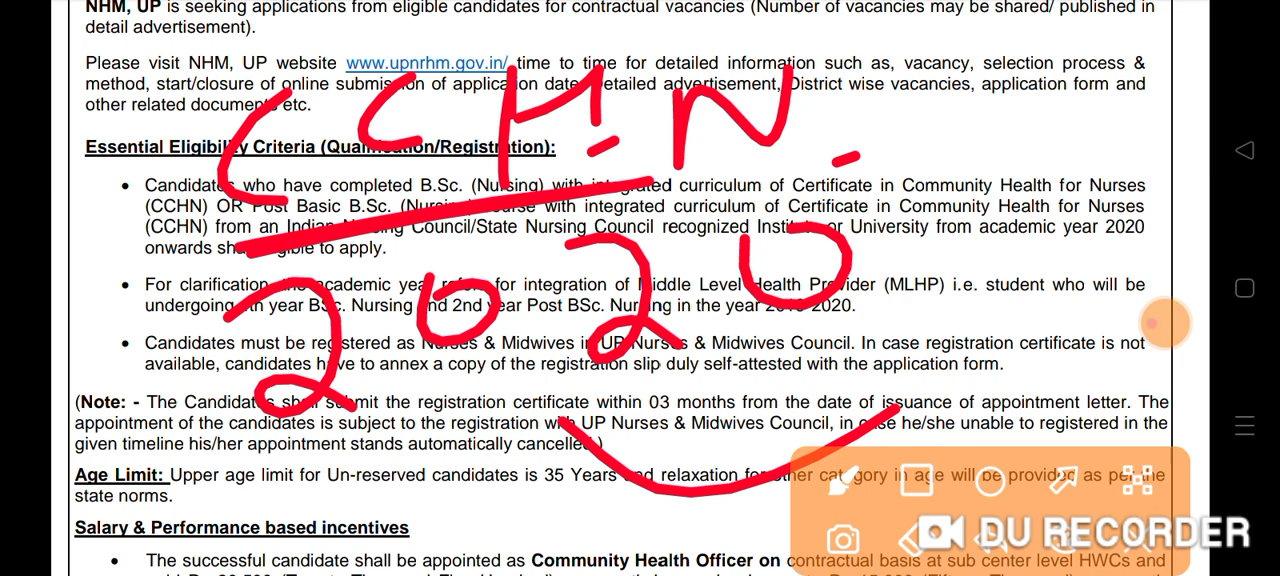 NHM, UP is seeking applications from eligible candidates for contractual vacancies (Number of vacancies may be shared/ published in
detail advertisement).
Please visit NHM, UP website www.upnrhm.gov.in/ time to time for detailed information such as, vacancy, selection process &
method, start/closure of online submission of application date, detailed advertisement, District wise vacancies, application form and
other related documents etc.
CCHN.
Essential Eligibility Criteria (Qualification/Registration):
• Candidates who have completed B.Sc. (Nursing) with integrated curriculum of Certificate in Community Health for Nurses
(CCHN) OR Post Basic B.Sc. (Nursing) course with integrated curriculum of Certificate in Community Health for Nurses
(CCHN) from an Indian Nursing Council/State Nursing Council recognized Institute or University from academic year 2020
onwards shall eligible to apply.
2020
• For clarification, the academic year refers for integration of Middle Level Health Provider (MLHP) i.e. student who will be
undergoing 4th year BSc. Nursing and 2nd year Post BSc. Nursing in the year 2019-2020.
• Candidates must be registered as Nurses & Midwives in UP Nurses & Midwives Council. In case registration certificate is not
available, candidates have to annex a copy of the registration slip duly self-attested with the application form.
(Note: - The Candidates shall submit the registration certificate within 03 months from the date of issuance of appointment letter. The
appointment of the candidates is subject to the registration with UP Nurses & Midwives Council, in case he/she unable to registered in the
given timeline his/her appointment stands automatically cancelled.)
Age Limit: Upper age limit for Un-reserved candidates is 35 Years and relaxation for other category in age will be provided as per the
state norms.
Salary & Performance based incentives
DU RECORDER
• The successful candidate shall be appointed as Community Health Officer on contractual basis at sub center level HWCs and